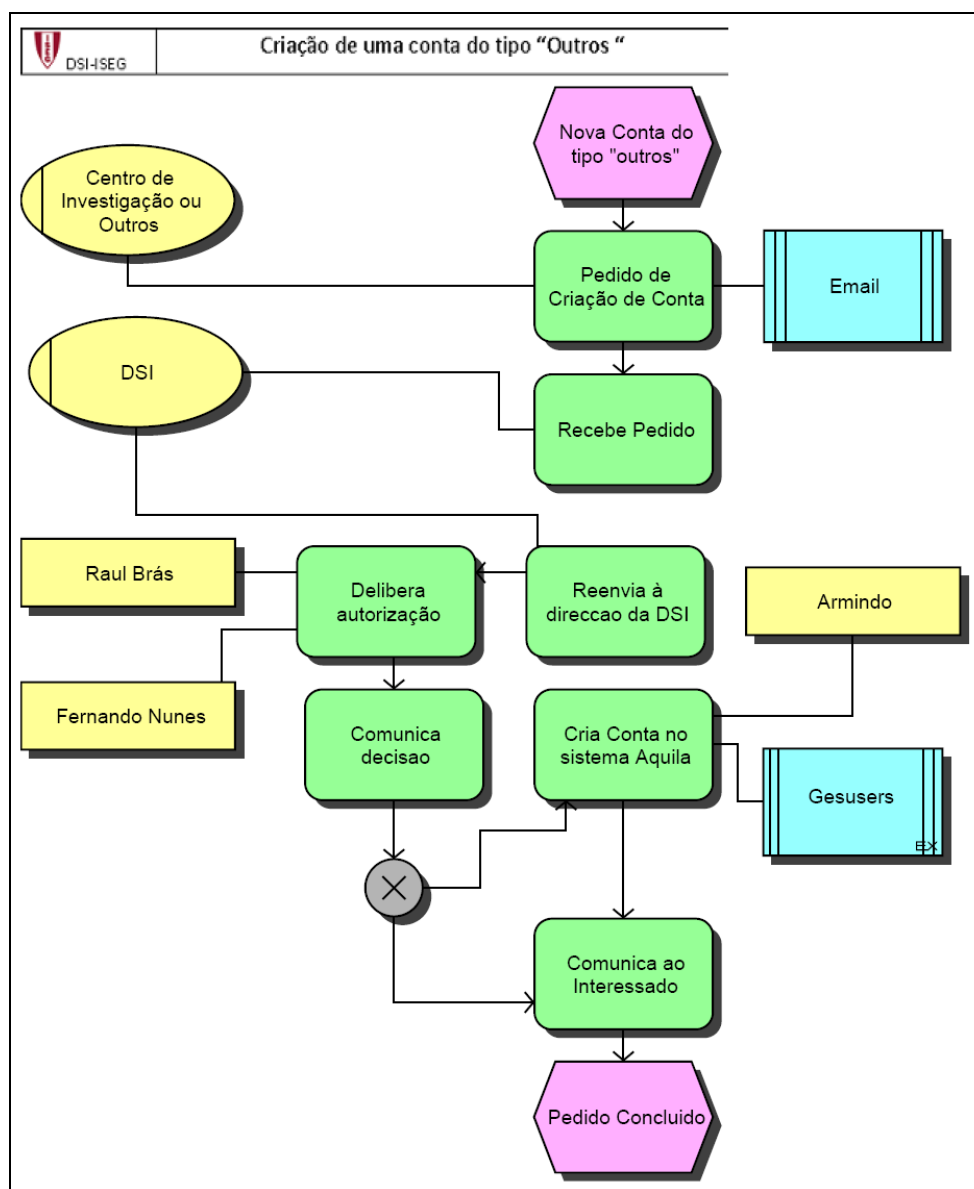 DSI-ISEG
Criação de uma conta do tipo “Outros “
Nova Conta do
tipo "outros"
Centro de
Investigação ou
Outros
Pedido de
Criação de Conta
Email
DSI
Recebe Pedido
Raul Brás
Delibera
autorização
Reenvia à
direccao da DSI
Armindo
Fernando Nunes
Comunica
decisao
Cria Conta no
sistema Aquila
Gesusers
EX
Comunica ao
Interessado
Pedido Concluido